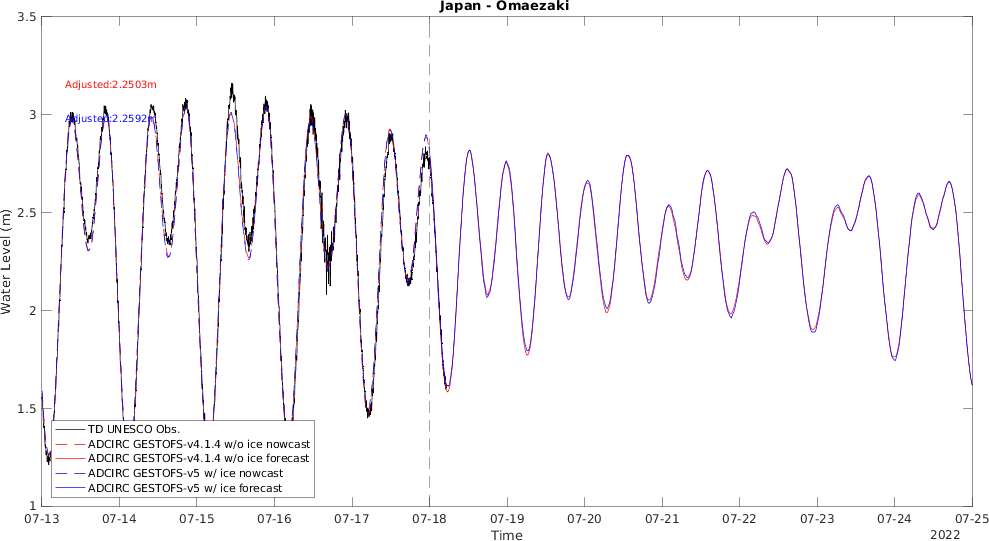 Japan - Omaezaki
3.5
3
2.5
2
1.5
1
Water Level (m)
Adjusted:2.2503m
Adjusted:2.2592m
TD UNESCO Obs.
ADCIRC GESTOFS-v4.1.4 w/o ice nowcast
ADCIRC GESTOFS-v4.1.4 w/o ice forecast
ADCIRC GESTOFS-v5 w/ ice nowcast
ADCIRC GESTOFS-v5 w/ ice forecast
07-13 07-14 07-15 07-16 07-17 07-18 07-19 07-20 07-21 07-22 07-23 07-24 07-25
Time
2022